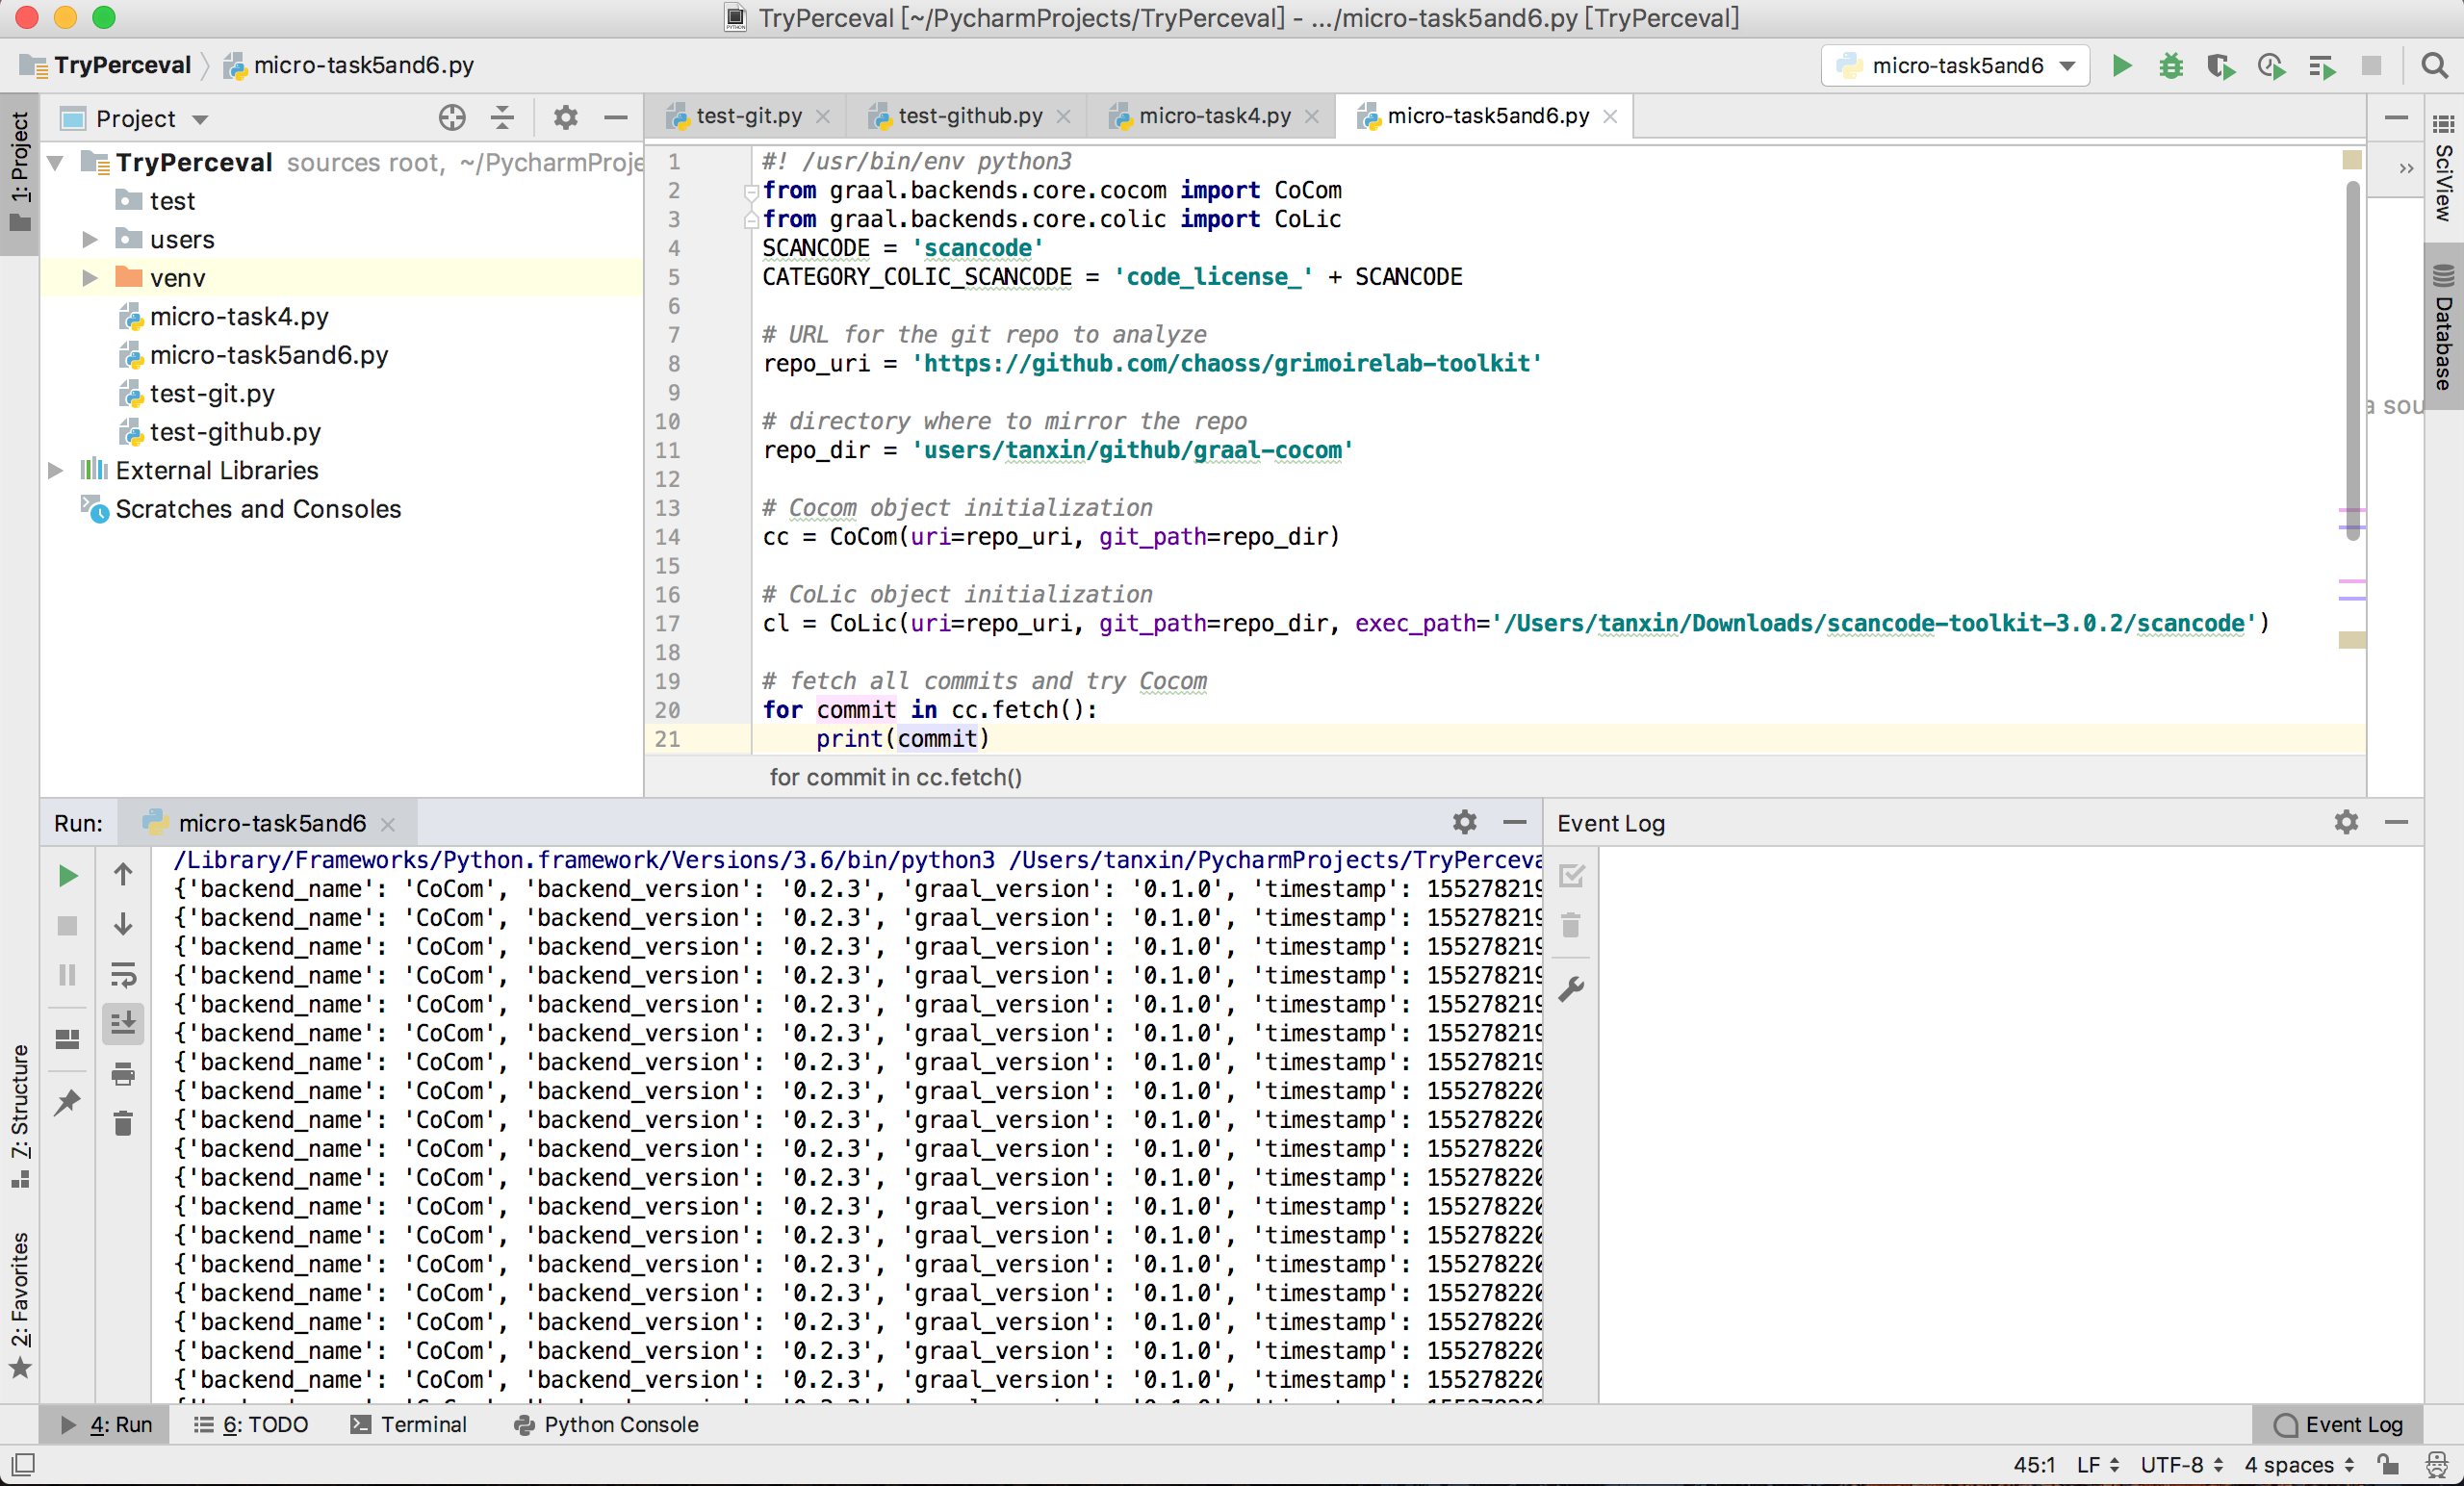 TryPerceval [~/PycharmProjects/TryPerceval] - .../micro-task5and6.py [TryPerceval]
TryPerceval micro-task5and6.py
micro-task5and6
1: Project
Project
TryPerceval sources root, ~/PycharmProje
test
users
venv
micro-task4.py
micro-task5and6.py
test-git.py
test-github.py
External Libraries
Scratches and Consoles
test-git.py test-github.py micro-task4.py micro-task5and6.py
1 #! /usr/bin/env python3
2 from graal.backends.core.cocom import CoCom
3 from graal.backends.core.colic import CoLic
4 SCANCODE = 'scancode'
5 CATEGORY_COLIC_SCANCODE = 'code_license_' + SCANCODE
6
7 # URL for the git repo to analyze
8 repo_uri = 'https://github.com/chaoss/grimoirelab-toolkit'
9
10 # directory where to mirror the repo
11 repo_dir = 'users/tanxin/github/graal-cocom'
12
13 # Cocom object initialization
14 cc = CoCom(uri=repo_uri, git_path=repo_dir)
15
16 # CoLic object initialization
17 cl = CoLic(uri=repo_uri, git_path=repo_dir, exec_path='/Users/tanxin/Downloads/scancode-toolkit-3.0.2/scancode')
18
19 # fetch all commits and try Cocom
20 for commit in cc.fetch():
21 print(commit)
for commit in cc.fetch()
»
SciView
Database
a sou
Run: micro-task5and6
/Library/Frameworks/Python.framework/Versions/3.6/bin/python3 /Users/tanxin/PycharmProjects/TryPerceva
{'backend_name': 'CoCom', 'backend_version': '0.2.3', 'graal_version': '0.1.0', 'timestamp': 155278219
{'backend_name': 'CoCom', 'backend_version': '0.2.3', 'graal_version': '0.1.0', 'timestamp': 155278219
{'backend_name': 'CoCom', 'backend_version': '0.2.3', 'graal_version': '0.1.0', 'timestamp': 155278219
{'backend_name': 'CoCom', 'backend_version': '0.2.3', 'graal_version': '0.1.0', 'timestamp': 155278219
{'backend_name': 'CoCom', 'backend_version': '0.2.3', 'graal_version': '0.1.0', 'timestamp': 155278219
{'backend_name': 'CoCom', 'backend_version': '0.2.3', 'graal_version': '0.1.0', 'timestamp': 155278219
{'backend_name': 'CoCom', 'backend_version': '0.2.3', 'graal_version': '0.1.0', 'timestamp': 155278219
{'backend_name': 'CoCom', 'backend_version': '0.2.3', 'graal_version': '0.1.0', 'timestamp': 155278220
{'backend_name': 'CoCom', 'backend_version': '0.2.3', 'graal_version': '0.1.0', 'timestamp': 155278220
{'backend_name': 'CoCom', 'backend_version': '0.2.3', 'graal_version': '0.1.0', 'timestamp': 155278220
{'backend_name': 'CoCom', 'backend_version': '0.2.3', 'graal_version': '0.1.0', 'timestamp': 155278220
{'backend_name': 'CoCom', 'backend_version': '0.2.3', 'graal_version': '0.1.0', 'timestamp': 155278220
{'backend_name': 'CoCom', 'backend_version': '0.2.3', 'graal_version': '0.1.0', 'timestamp': 155278220
{'backend_name': 'CoCom', 'backend_version': '0.2.3', 'graal_version': '0.1.0', 'timestamp': 155278220
{'backend_name': 'CoCom', 'backend_version': '0.2.3', 'graal_version': '0.1.0', 'timestamp': 155278220
{'backend_name': 'CoCom', 'backend_version': '0.2.3', 'graal_version': '0.1.0', 'timestamp': 155278220
{'backend_name': 'CoCom', 'backend_version': '0.2.3', 'graal_version': '0.1.0', 'timestamp': 155278220
{'backend_name': 'CoCom', 'backend_version': '0.2.3', 'graal_version': '0.1.0', 'timestamp': 155278220
Event Log
7: Structure
2: Favorites
4: Run 6: TODO Terminal Python Console Event Log
45:1 LF UTF-8 4 spaces